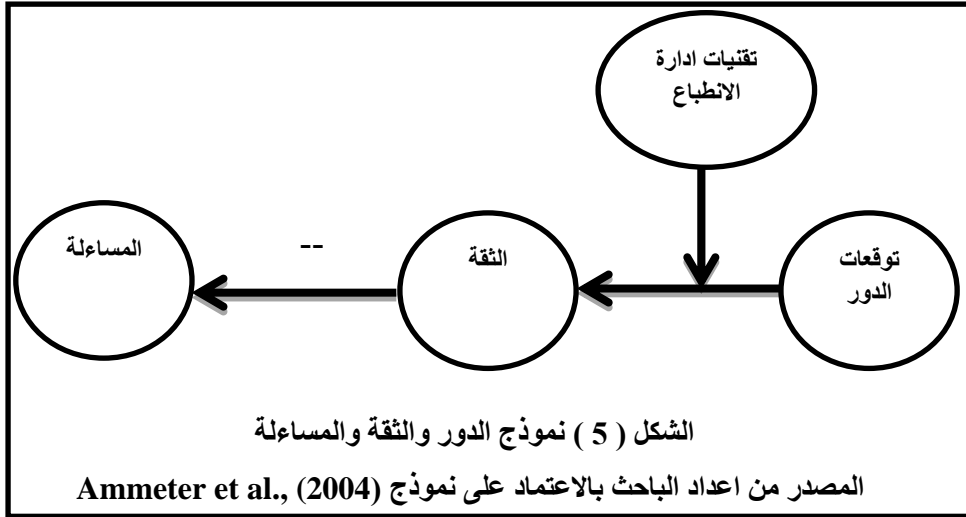 تقنيات ادارة
الانطباع
توقعات
الدور
الثقة
--
المساءلة
الشكل ( 5 ) نموذج الدور والثقة والمساءلة
المصدر من اعداد الباحث بالاعتماد على نموذج Ammeter et al., (2004)